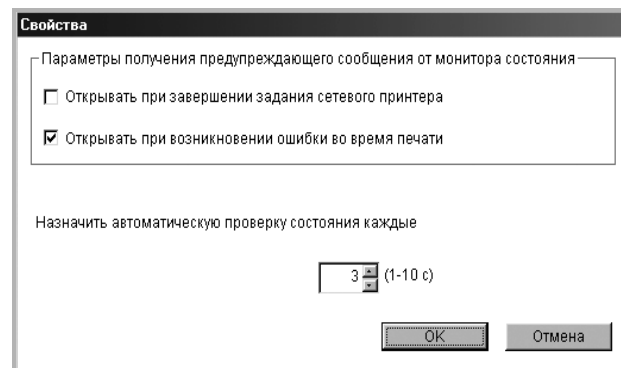 Свойства
Параметры получения предупреждающего сообщения от монитора состояния
Открывать при завершении задания сетевого принтера
Открывать при возникновении ошибки во время печати
Назначить автоматическую проверку состояния каждые
3 (1-10 с)
OK Отмена